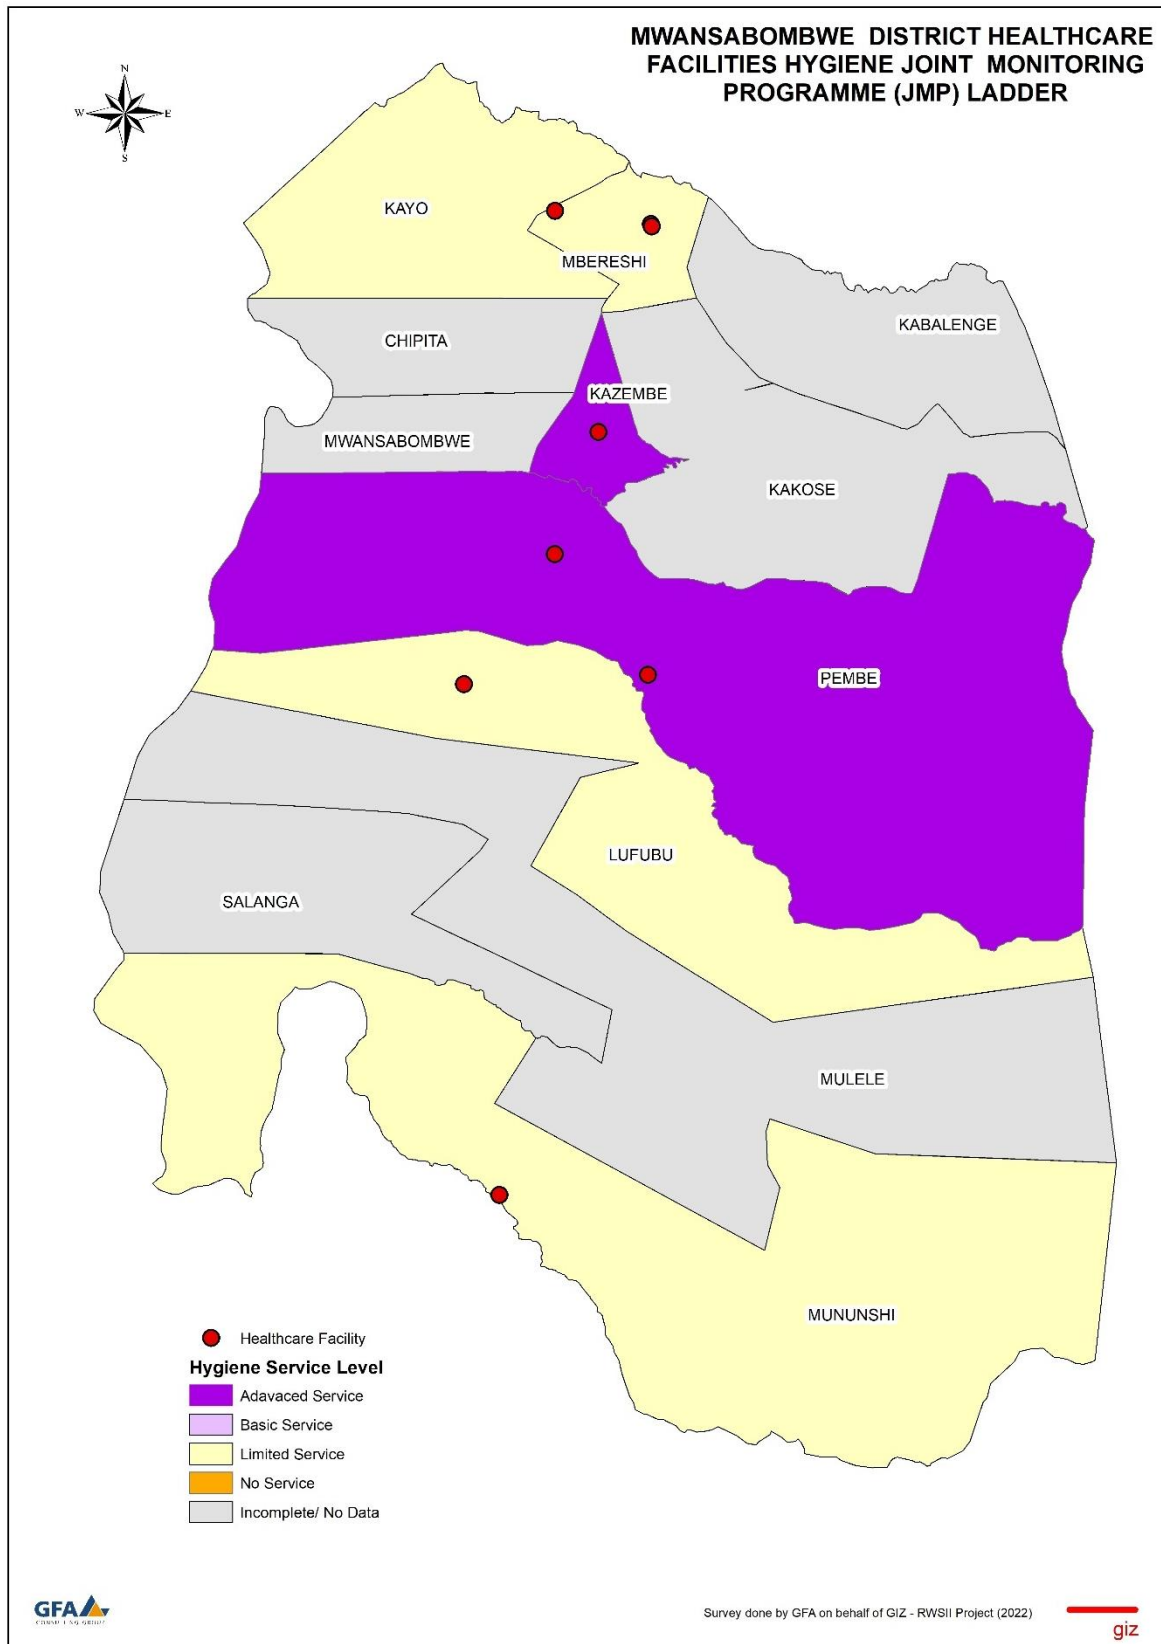 MWANSABOMBWE DISTRICT HEALTHCARE
FACILITIES HYGIENE JOINT MONITORING
PROGRAMME (JMP) LADDER
N
W
E
S
KAYO
MBERESHI
KABALENGE
CHIPITA
KAZEMBE
MWANSABOMBWE
KAKOSE
PEMBE
LUFUBU
SALANGA
MULELE
MUNUNSHI
Healthcare Facility
Hygiene Service Level
Adavaced Service
Basic Service
Limited Service
No Service
Incomplete/ No Data
GFA
CONSULTING GROUP
Survey done by GFA on behalf of GIZ - RWSII Project (2022)
giz